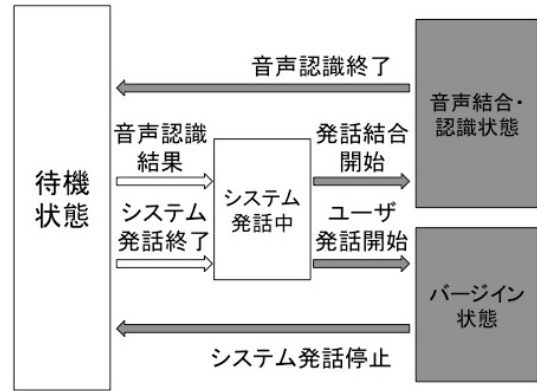 音声認識終了
音声結合・
認識状態
音声認識
結果
発話結合
開始
待機
状態
システム
発話中
システム
発話終了
ユーザ
発話開始
バージイン
状態
システム発話停止